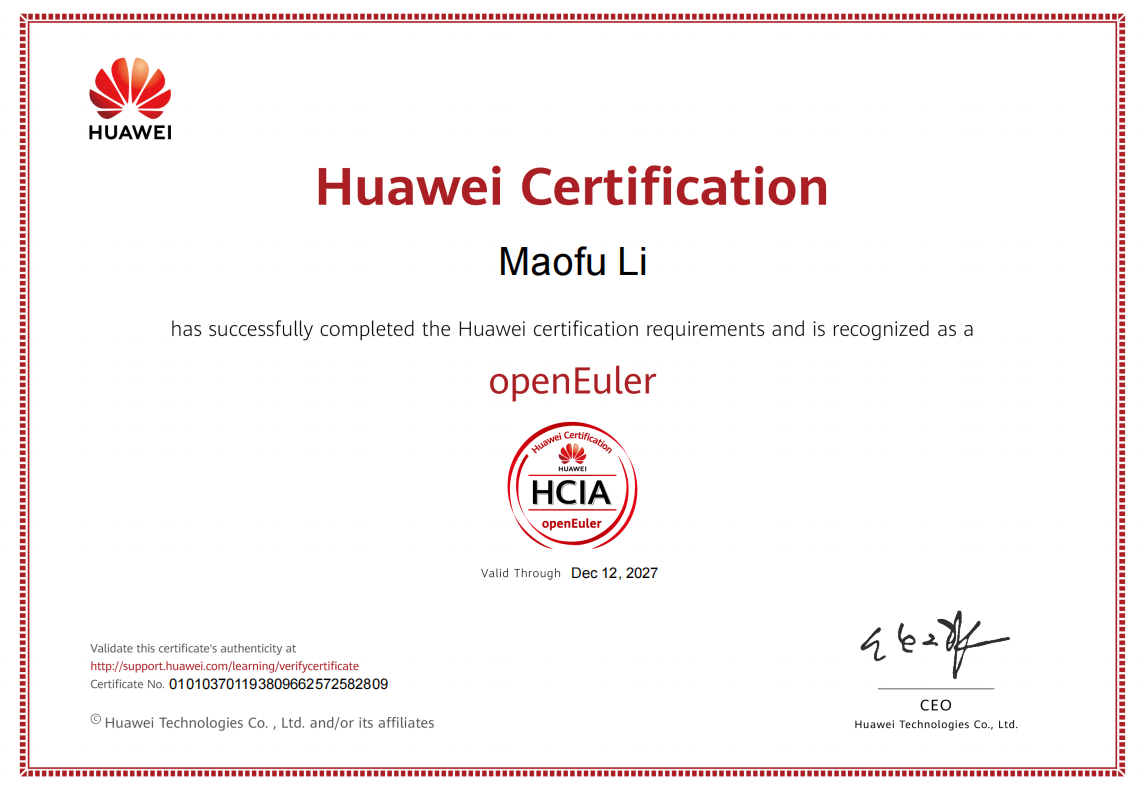 HUAWEI
Huawei Certification
Maofu Li
has successfully completed the Huawei certification requirements and is recognized as a
openEuler
Huawei Certification
HUAWEI
HCIA
openEuler
Valid Through Dec 12, 2027
Validate this certificate's authenticity at
http://support.huawei.com/learning/verifycertificate
Certificate No. 010103701193809662572582809
© Huawei Technologies Co. , Ltd. and/or its affiliates
CEO
Huawei Technologies Co., Ltd.